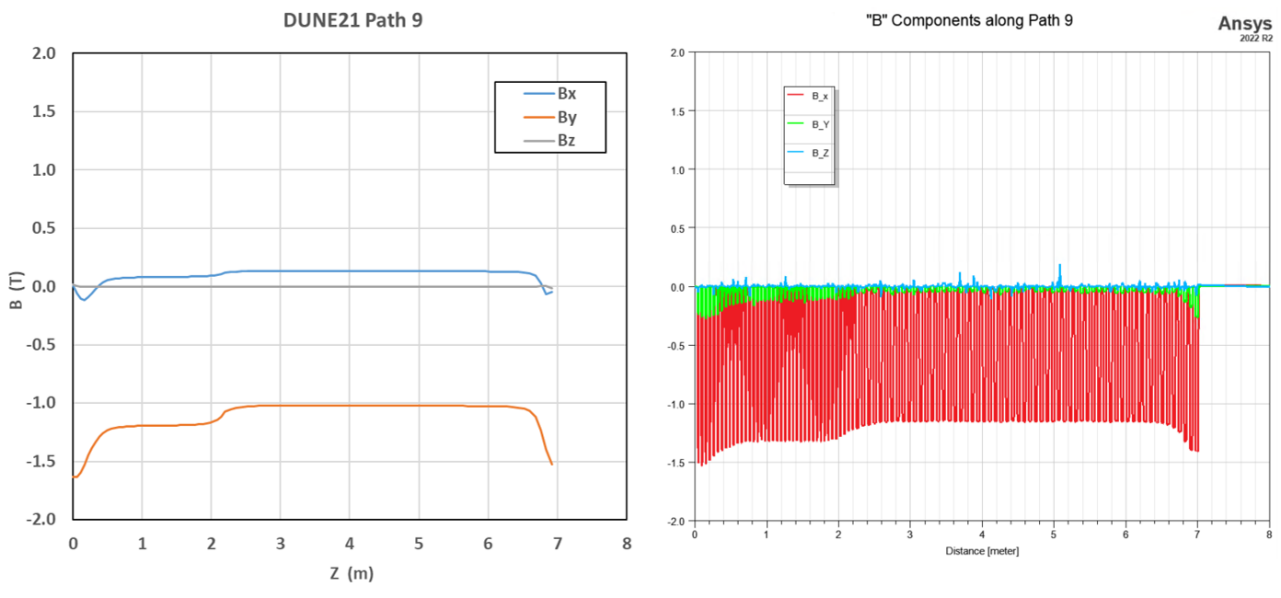 DUNE21 Path 9
2.0
1.5
1.0
0.5
0.0
-0.5
-1.0
-1.5
-2.0
B (T)
Bx
By
Bz
0 1 2 3 4 5 6 7 8
Z (m)
"B" Components along Path 9
Ansys
2022 R2
2.0
1.5
1.0
0.5
0.0
-0.5
-1.0
-1.5
-2.0
B_x
B_Y
B_Z
0 1 2 3 4 5 6 7 8
Distance [meter]